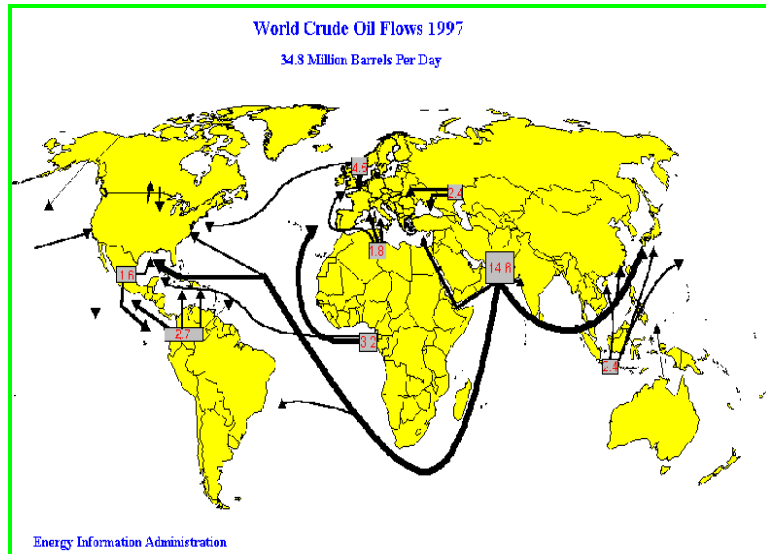 World Crude Oil Flows 1997
34.8 Million Barrels Per Day
4.6
2.4
1.8
14.6
1.6
2.7
3.2
2.4
Energy Information Administration